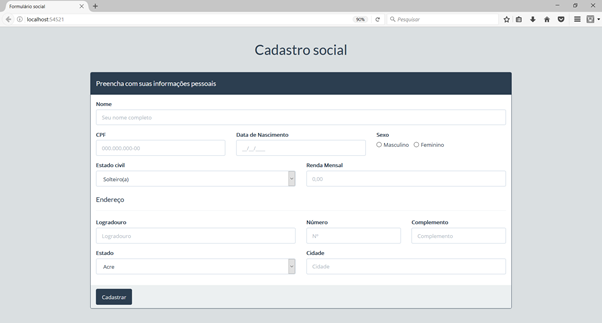 Formulário social
localhost:54521
90%
Pesquisar
Cadastro social
Preencha com suas informações pessoais
Nome
Seu nome completo
CPF Data de Nascimento Sexo
000.000.000-00 __/__/____ Masculino Feminino
Estado civil Renda Mensal
Solteiro(a) 0,00
Endereço
Logradouro Número Complemento
Logradouro Nº Complemento
Estado Cidade
Acre Cidade
Cadastrar